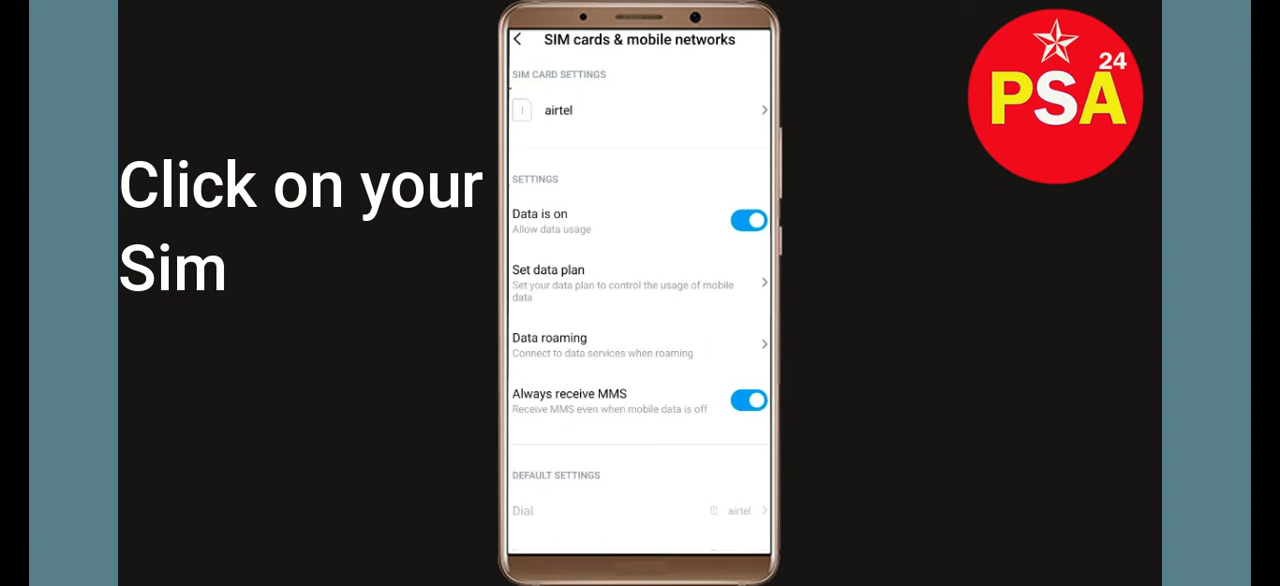 Click on your
Sim
SIM cards & mobile networks
SIM CARD SETTINGS
1
airtel
SETTINGS
Data is on
Allow data usage
Set data plan
Set your data plan to control the usage of mobile
data
Data roaming
Connect to data services when roaming
Always receive MMS
Receive MMS even when mobile data is off
DEFAULT SETTINGS
Dial airtel
24
PSA